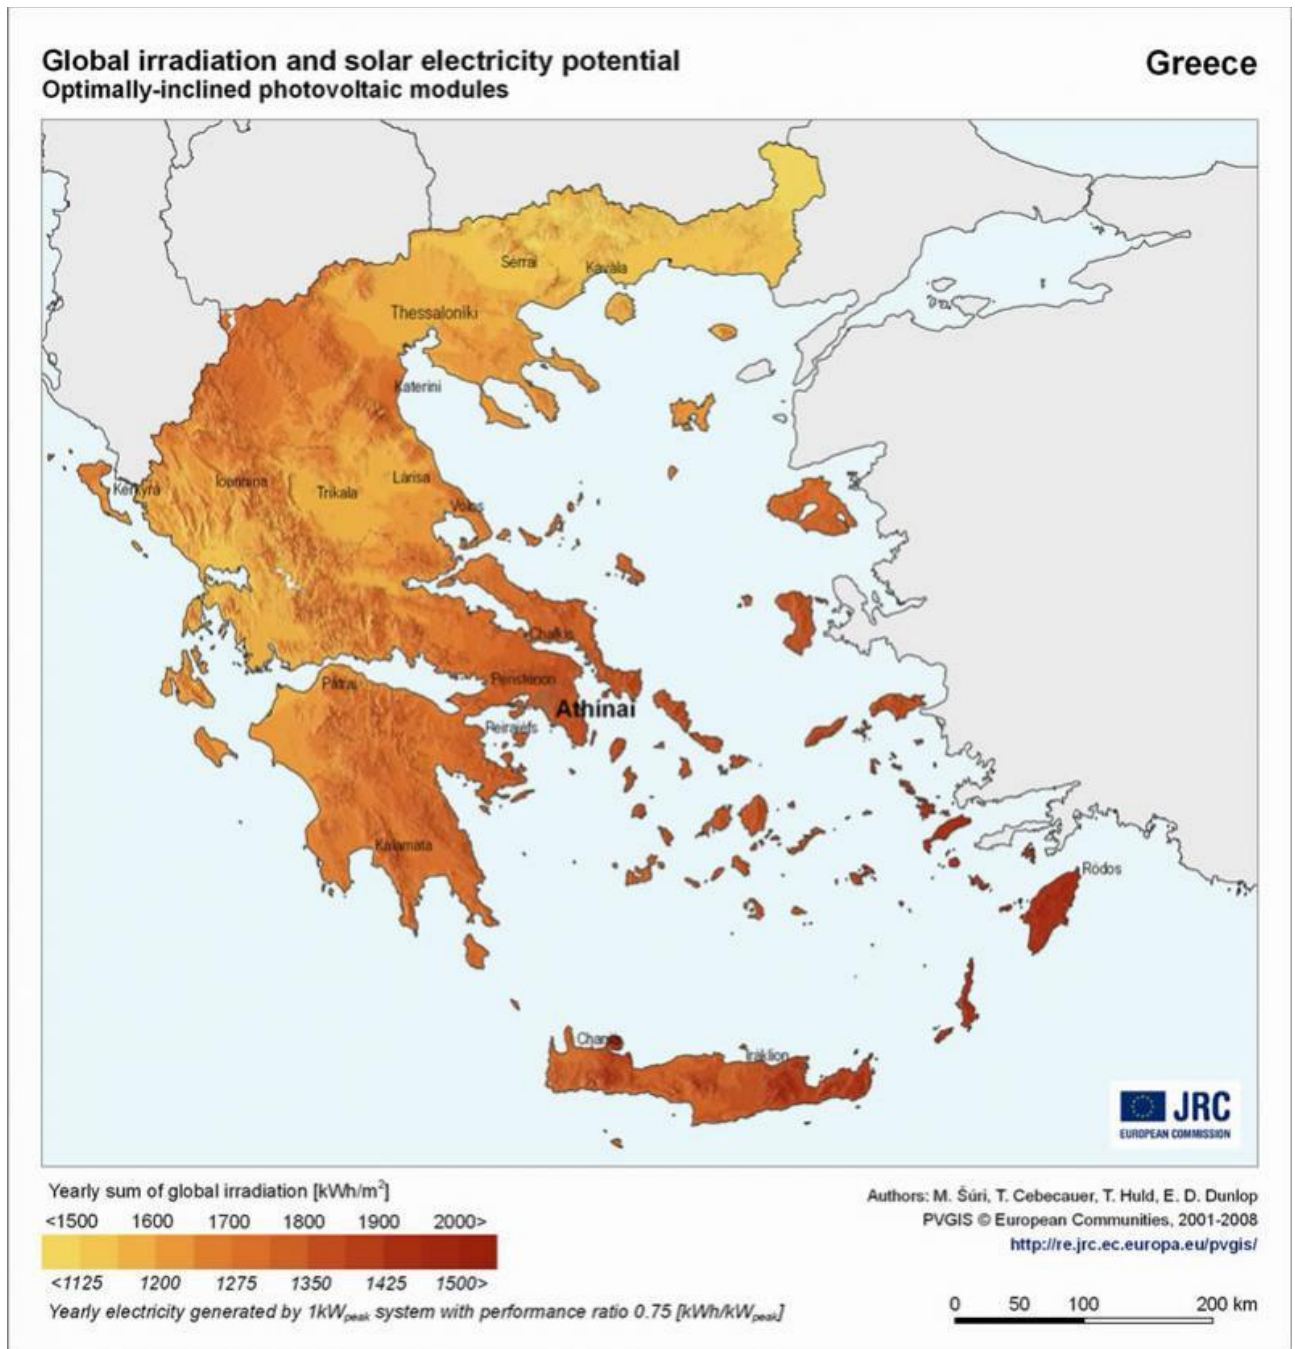 Global irradiation and solar electricity potential
Optimally-inclined photovoltaic modules
Greece
Serrai
Kavala
Thessaloniki
Katerini
Kerkyra
Ioannina
Trikala
Larisa
Volos
Chalkis
Patrai
Peristerion
Athínai
Peiraiefs
Kalamata
Ródos
Chania
Iraklion
JRC
EUROPEAN COMMISSION
Yearly sum of global irradiation [kWh/m²]
<1500 1600 1700 1800 1900 2000>
<1125 1200 1275 1350 1425 1500>
Yearly electricity generated by 1kWpeak system with performance ratio 0.75 [kWh/kWpeak]
Authors: M. Šúri, T. Cebecauer, T. Huld, E. D. Dunlop
PVGIS © European Communities, 2001-2008
http://re.jrc.ec.europa.eu/pvgis/
0 50 100 200 km